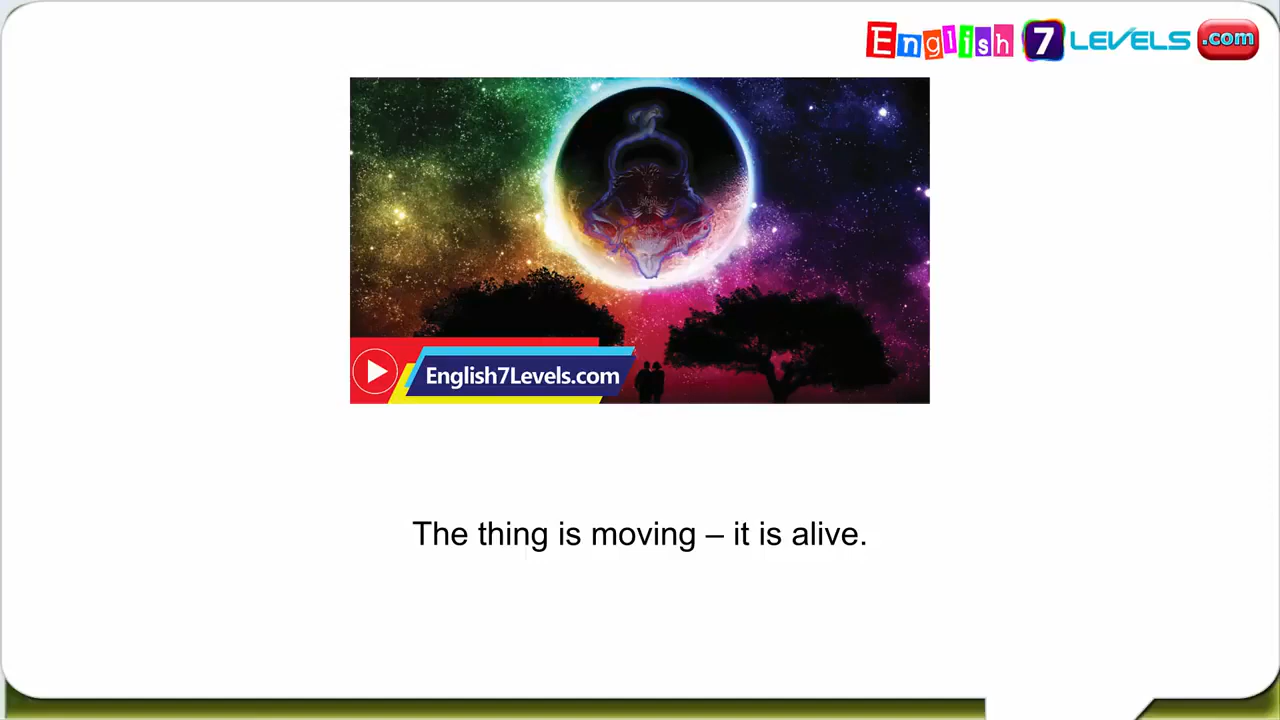 English 7 LEVELS .com
English7Levels.com
The thing is moving – it is alive.